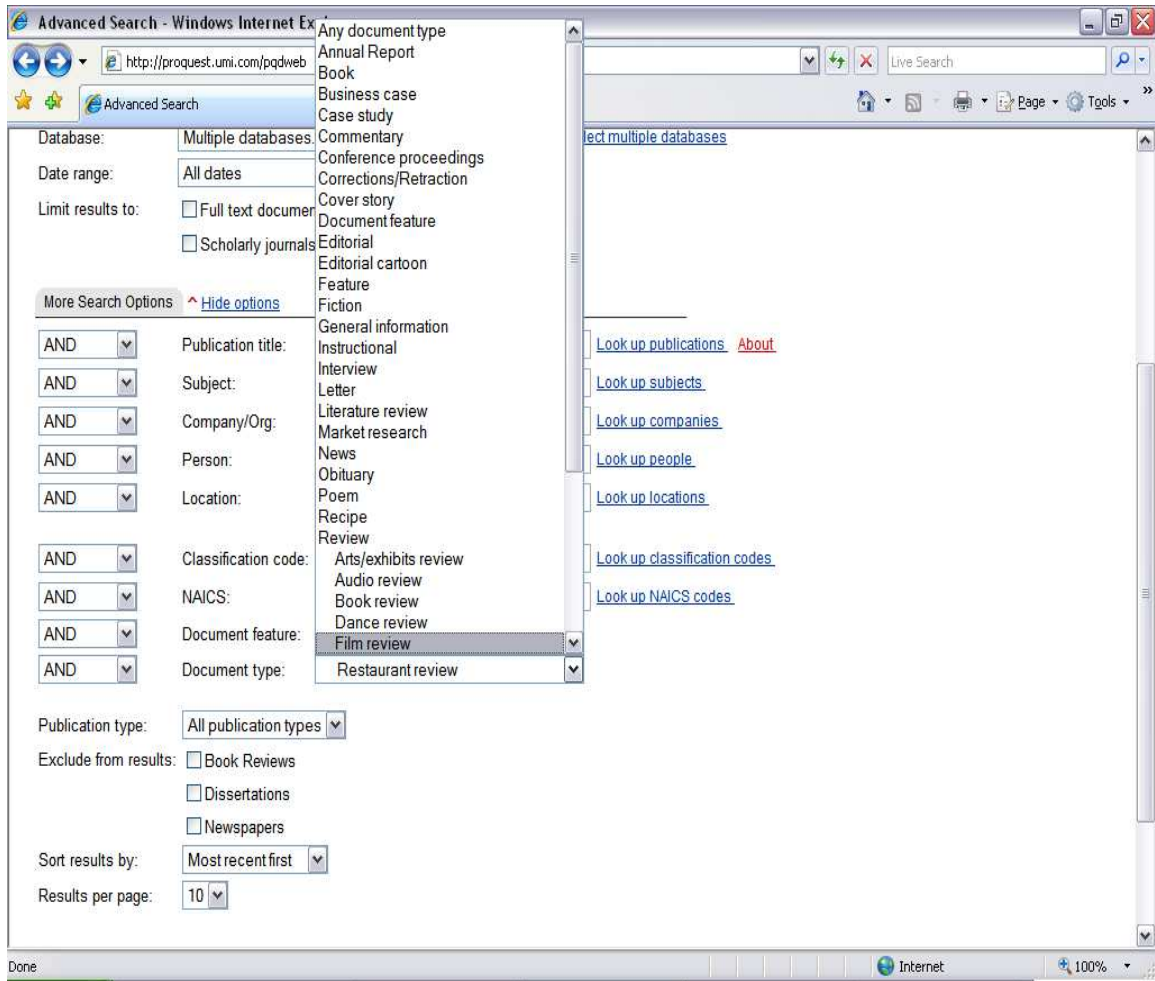 Advanced Search - Windows Internet Ex
http://proquest.umi.com/pqdweb
Live Search
Advanced Search
Page
Tools
Database:
Multiple databases.
lect multiple databases
Date range:
All dates
Limit results to:
Full text documen
Scholarly journals
More Search Options
^ Hide options
AND
Publication title:
Look up publications
About
AND
Subject:
Look up subjects
AND
Company/Org:
Look up companies
AND
Person:
Look up people
AND
Location:
Look up locations
AND
Classification code:
Look up classification codes
AND
NAICS:
Look up NAICS codes
AND
Document feature:
AND
Document type:
Any document type
Annual Report
Book
Business case
Case study
Commentary
Conference proceedings
Corrections/Retraction
Cover story
Document feature
Editorial
Editorial cartoon
Feature
Fiction
General information
Instructional
Interview
Letter
Literature review
Market research
News
Obituary
Poem
Recipe
Review
Arts/exhibits review
Audio review
Book review
Dance review
Film review
Restaurant review
Publication type:
All publication types
Exclude from results:
Book Reviews
Dissertations
Newspapers
Sort results by:
Most recent first
Results per page:
10
Done
Internet
100%